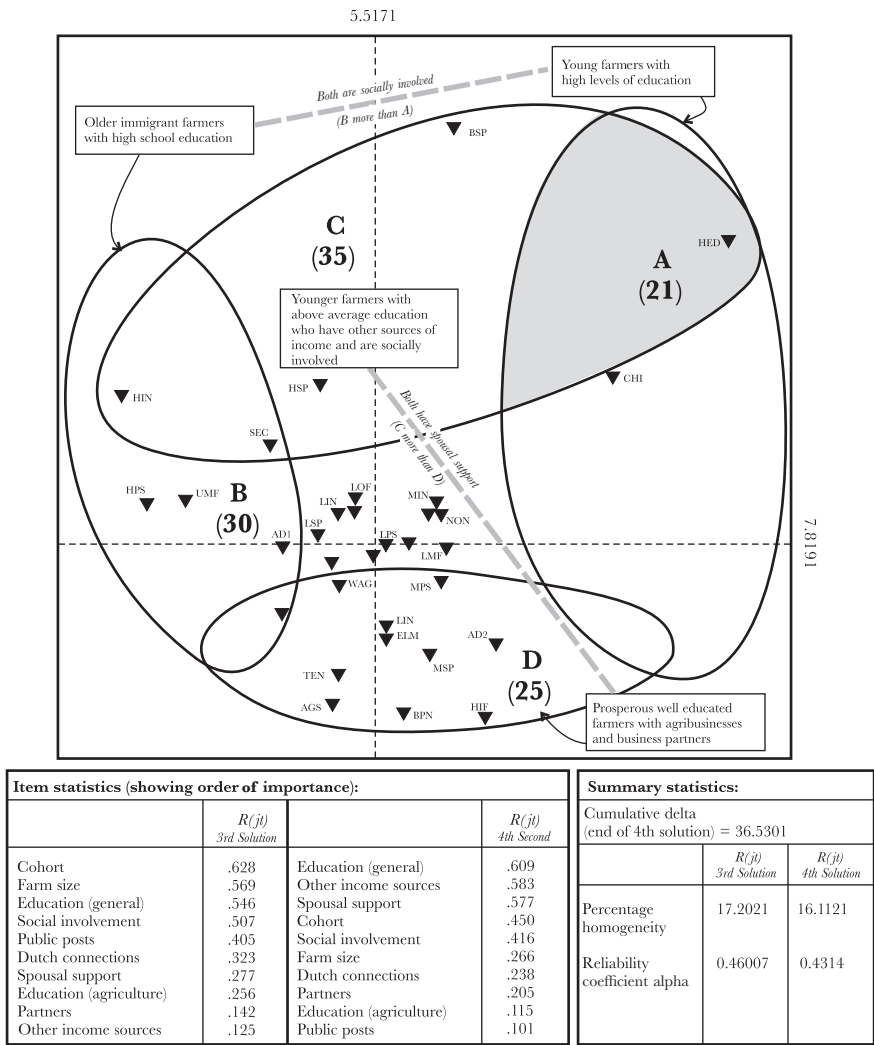 5.5171
Both are socially involved
(B more than A)
Young farmers with
high levels of education
Older immigrant farmers
with high school education
BSP
C
(35)
HED
A
(21)
Younger farmers with
above average education
who have other sources of
income and are socially
involved
HSP
CHI
HIN
Both have spousal support
(C more than D)
SEC
HPS
UMF
B
(30)
LOF
LIN
MIN
NON
LSP
AD1
LPS
LMF
7.8191
WAG
MPS
LIN
ELM
AD2
MSP
D
(25)
TEN
AGS
BPN
HIF
Prosperous well educated
farmers with agribusinesses
and business partners
Item statistics (showing order of importance):
R(jt)
3rd Solution
R(jt)
4th Second
Cohort .628 Education (general) .609
Farm size .569 Other income sources .583
Education (general) .546 Spousal support .577
Social involvement .507 Cohort .450
Public posts .405 Social involvement .416
Dutch connections .323 Farm size .266
Spousal support .277 Dutch connections .238
Education (agriculture) .256 Partners .205
Partners .142 Education (agriculture) .115
Other income sources .125 Public posts .101
Summary statistics:
Cumulative delta
(end of 4th solution) = 36.5301
R(jt)
3rd Solution
R(jt)
4th Solution
Percentage 17.2021 16.1121
homogeneity
Reliability 0.46007 0.4314
coefficient alpha